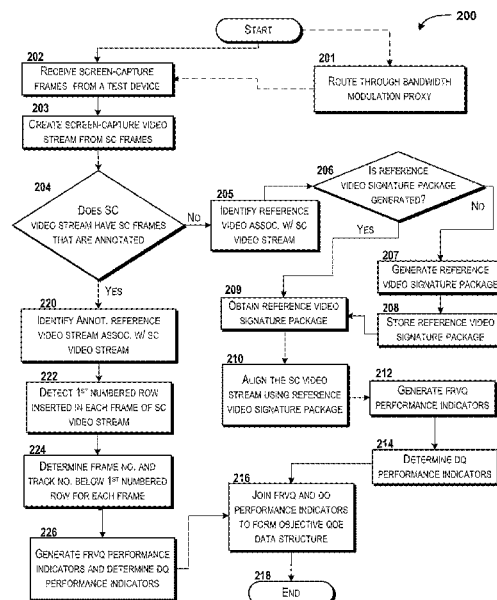 200
START
202
RECEIVE SCREEN-CAPTURE
FRAMES FROM A TEST DEVICE
201
ROUTE THROUGH BANDWIDTH
MODULATION PROXY
203
CREATE SCREEN-CAPTURE VIDEO
STREAM FROM SC FRAMES
204
DOES SC
VIDEO STREAM HAVE SC FRAMES
THAT ARE ANNOTATED
NO
205
IDENTIFY REFERENCE
VIDEO ASSOC. W/ SC
VIDEO STREAM
206
IS
REFERENCE
VIDEO SIGNATURE PACKAGE
GENERATED?
NO
YES
207
GENERATE REFERENCE
VIDEO SIGNATURE PACKAGE
208
STORE REFERENCE VIDEO
SIGNATURE PACKAGE
209
OBTAIN REFERENCE VIDEO
SIGNATURE PACKAGE
210
ALIGN THE SC VIDEO
STREAM USING REFERENCE
VIDEO SIGNATURE PACKAGE
212
GENERATE FRVQ
PERFORMANCE INDICATORS
214
DETERMINE DQ
PERFORMANCE INDICATORS
YES
220
IDENTIFY ANNOT. REFERENCE
VIDEO STREAM ASSOC. W/ SC
VIDEO STREAM
222
DETECT 1ST NUMBERED ROW
INSERTED IN EACH FRAME OF SC
VIDEO STREAM
224
DETERMINE FRAME NO. AND
TRACK NO. BELOW 1ST NUMBERED
ROW FOR EACH FRAME
226
GENERATE FRVQ PERFORMANCE
INDICATORS AND DETERMINE DQ
PERFORMANCE INDICATORS
216
JOIN FRVQ AND DQ
PERFORMANCE INDICATORS
TO FORM OBJECTIVE QOE
DATA STRUCTURE
218
END